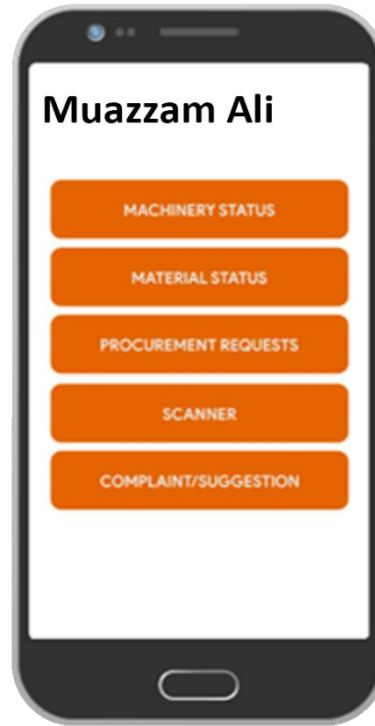 Muazzam Ali
MACHINERY STATUS
MATERIAL STATUS
PROCUREMENT REQUESTS
SCANNER
COMPLAINT/SUGGESTION